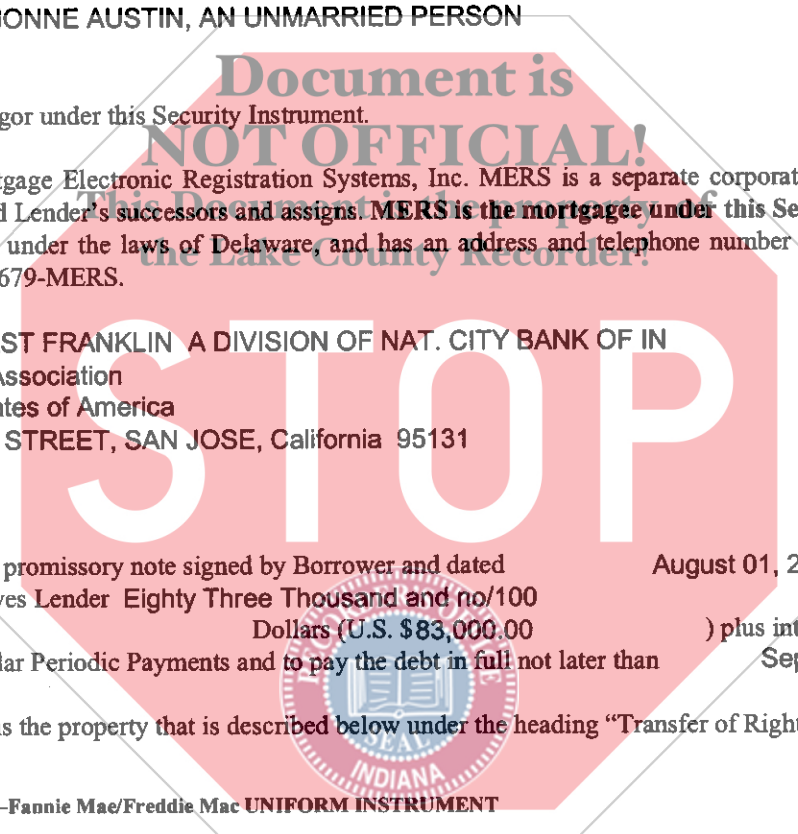 ONNE AUSTIN, AN UNMARRIED PERSON
Document is
gor under this Security Instrument.
NOT OFFICIAL!
tgage Electronic Registration Systems, Inc. MERS is a separate corporat
This Document is the property of
d Lender's successors and assigns. MERS is the mortgagee under this Se
under the laws of Delaware, and has an address and telephone number
the Lake County Recorder!
679-MERS.
ST FRANKLIN A DIVISION OF NAT. CITY BANK OF IN
Association
ates of America
STREET, SAN JOSE, California 95131
STOP
promissory note signed by Borrower and dated August 01, 2
ves Lender Eighty Three Thousand and no/100
Dollars (U.S. $83,000.00 ) plus int
lar Periodic Payments and to pay the debt in full not later than Sep
is the property that is described below under the heading “Transfer of Right
SEAL
INDIANA
–Fannie Mae/Freddie Mac UNIFORM INSTRUMENT